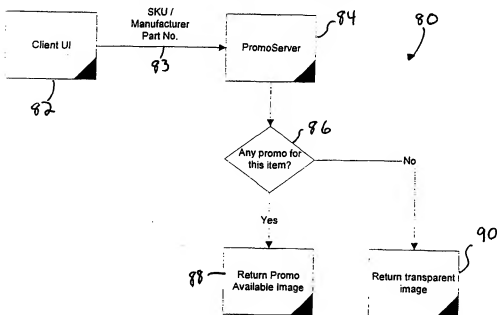 SKU /
Manufacturer
Part No.
84
80
Client UI
83
PromoServer
82
86
Any promo for
this item?
No
Yes
90
88
Return Promo
Available Image
Return transparent
image